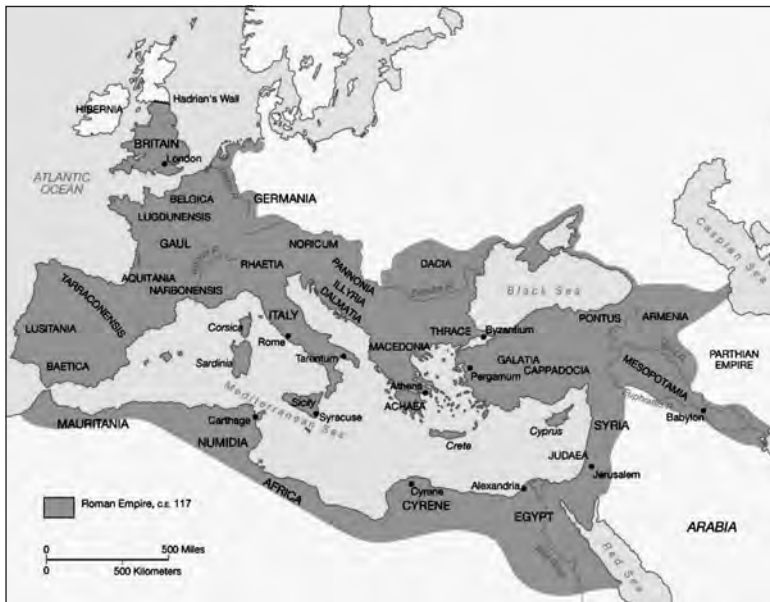 HIBERNIA
Hadrian's Wall
BRITAIN
London
ATLANTIC
OCEAN
BELGICA
GERMANIA
LUGDUNENSIS
GAUL
NORICUM
RHAETIA
AQUITANIA
NARBONENSIS
PANNONIA
ILLYRIA
DALMATIA
DACIA
Caspian Sea
Black Sea
TARRACONENSIS
LUSITANIA
BAETICA
Corsica
ITALY
Rome
Sardinia
Tarentum
THRACE
Byzantium
PONTUS
ARMENIA
MACEDONIA
GALATIA
CAPPADOCIA
Pergamum
PARTHIAN
EMPIRE
MESOPOTAMIA
Athens
ACHAEA
Euphrates R.
Babylon
Mediterranean Sea
Sicily
Syracuse
Carthage
MAURITANIA
NUMIDIA
Crete
Cyprus
SYRIA
JUDAEA
Jerusalem
AFRICA
Cyrene
CYRENE
Alexandria
EGYPT
ARABIA
Red Sea
Roman Empire, C.E. 117
0 500 Miles
0 500 Kilometers